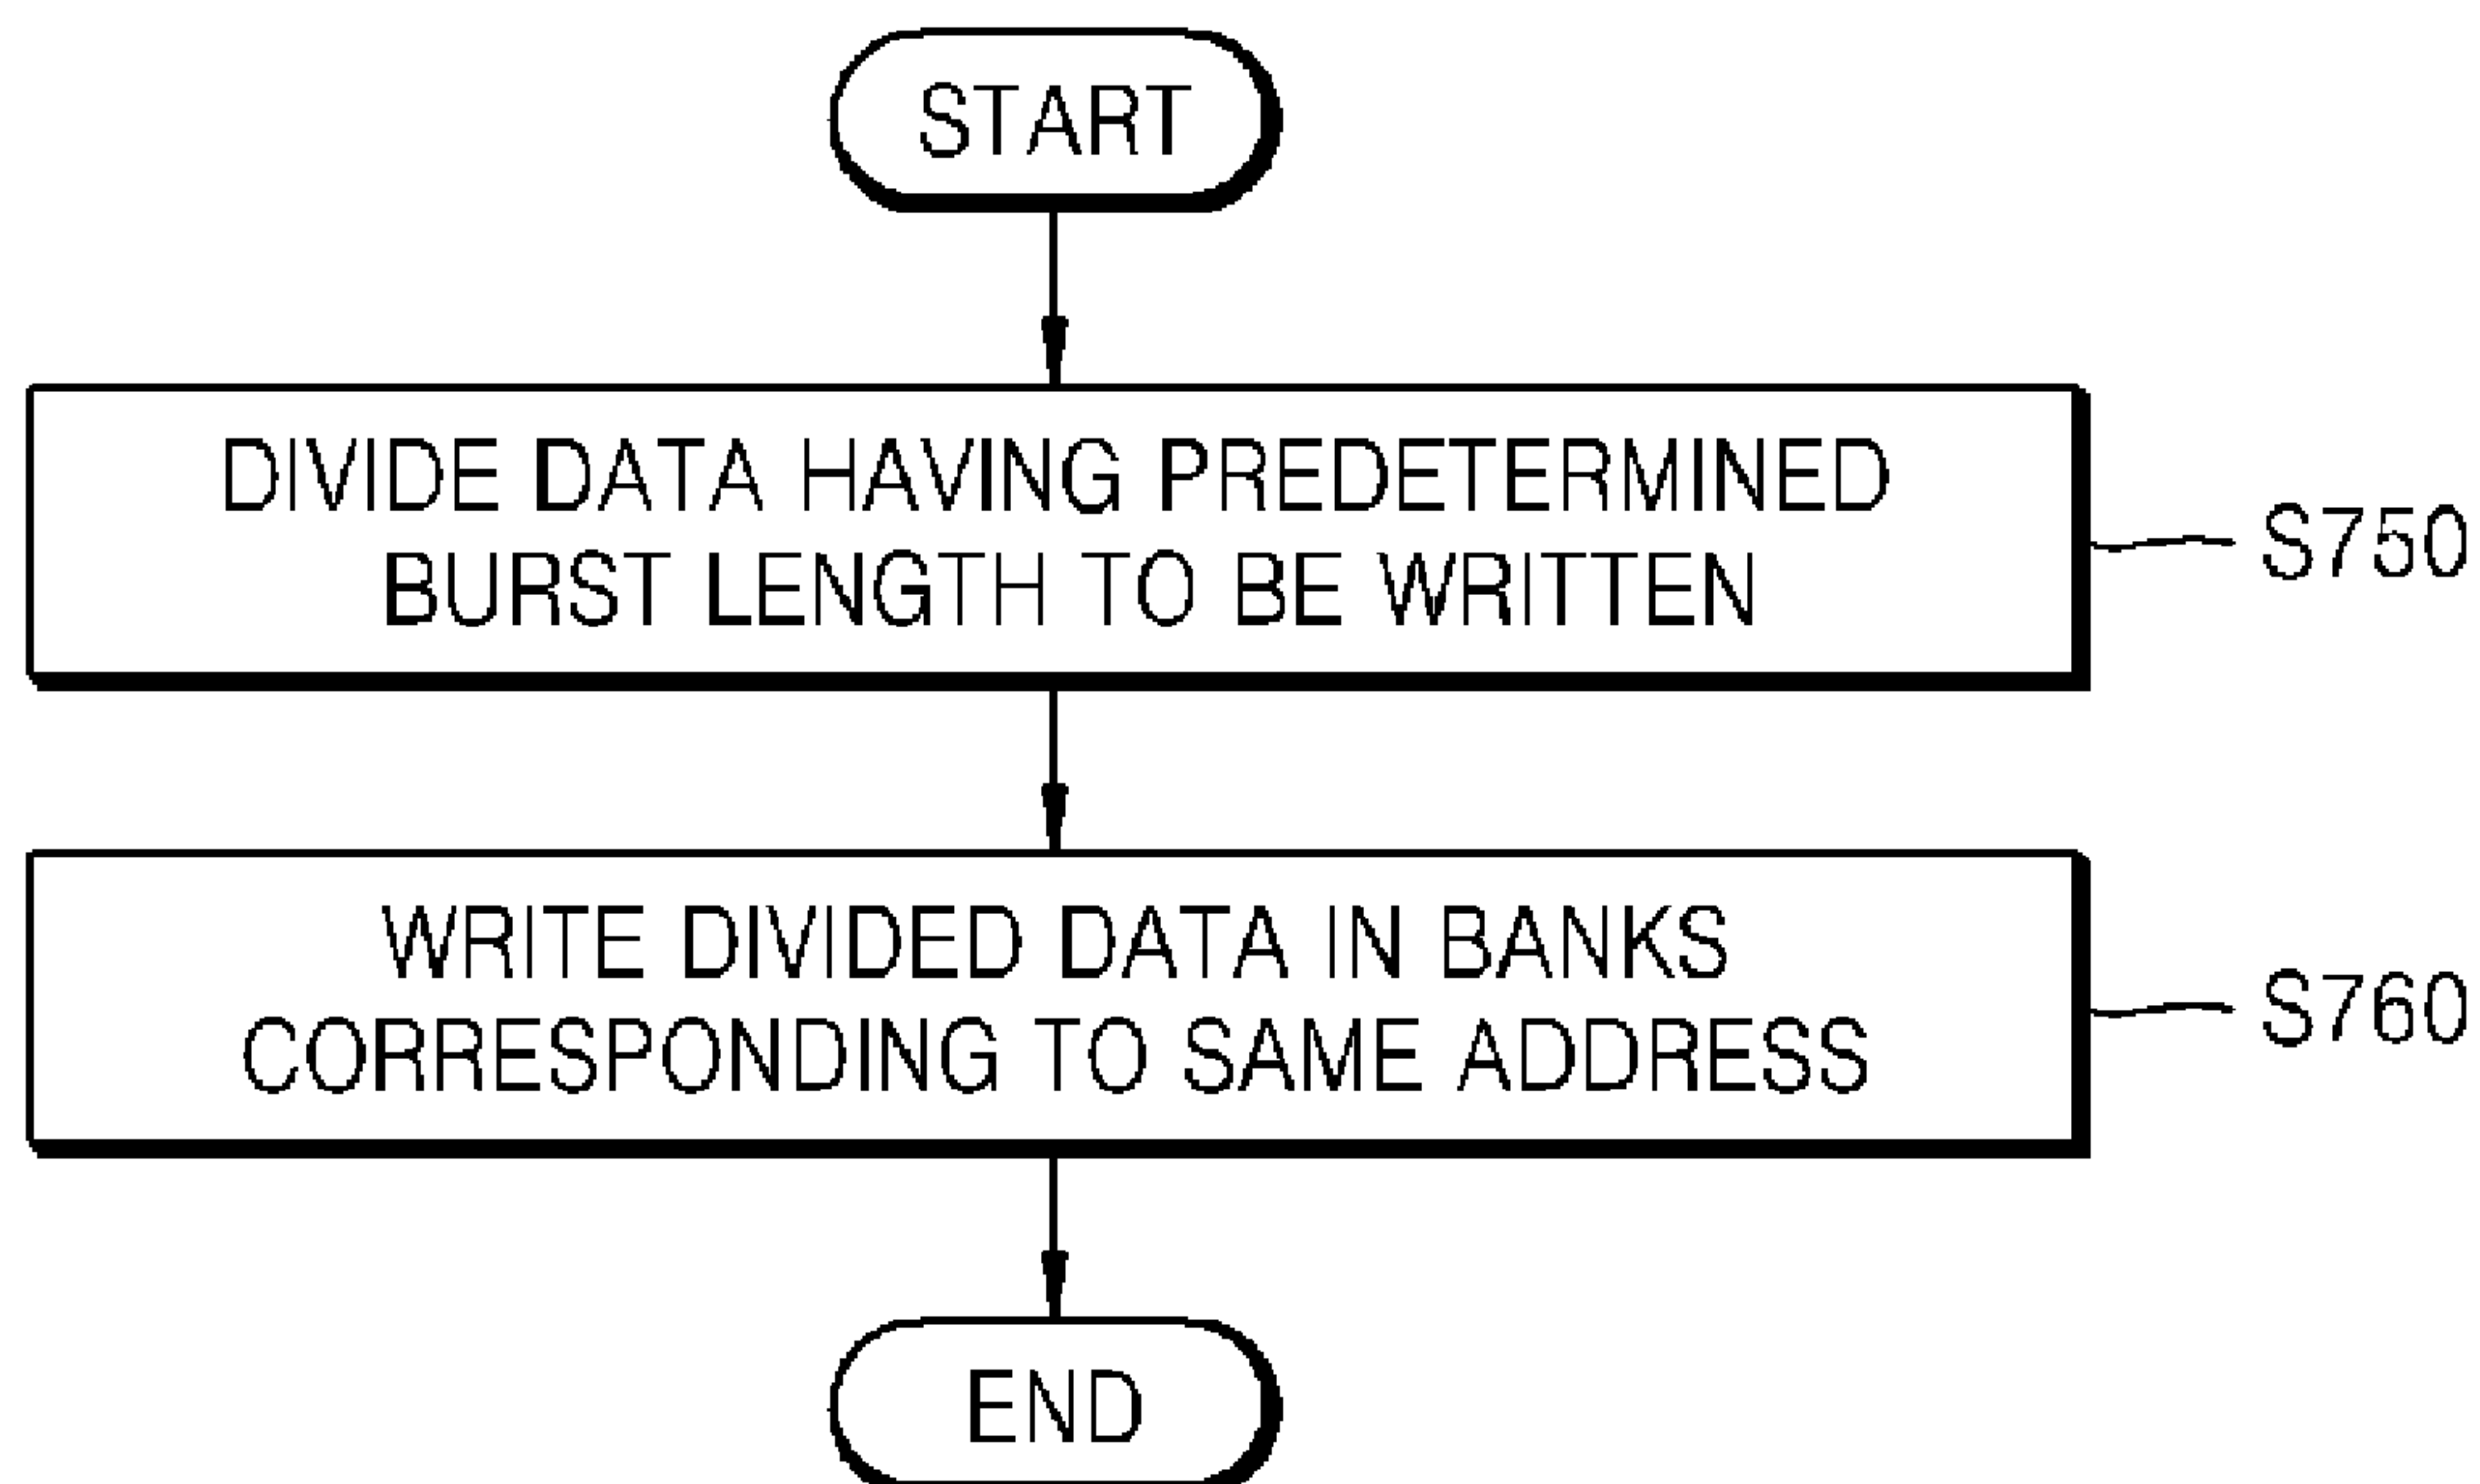 START
DIVIDE DATA HAVING PREDETERMINED
BURST LENGTH TO BE WRITTEN
S750
WRITE DIVIDED DATA IN BANKS
CORRESPONDING TO SAME ADDRESS
S760
END